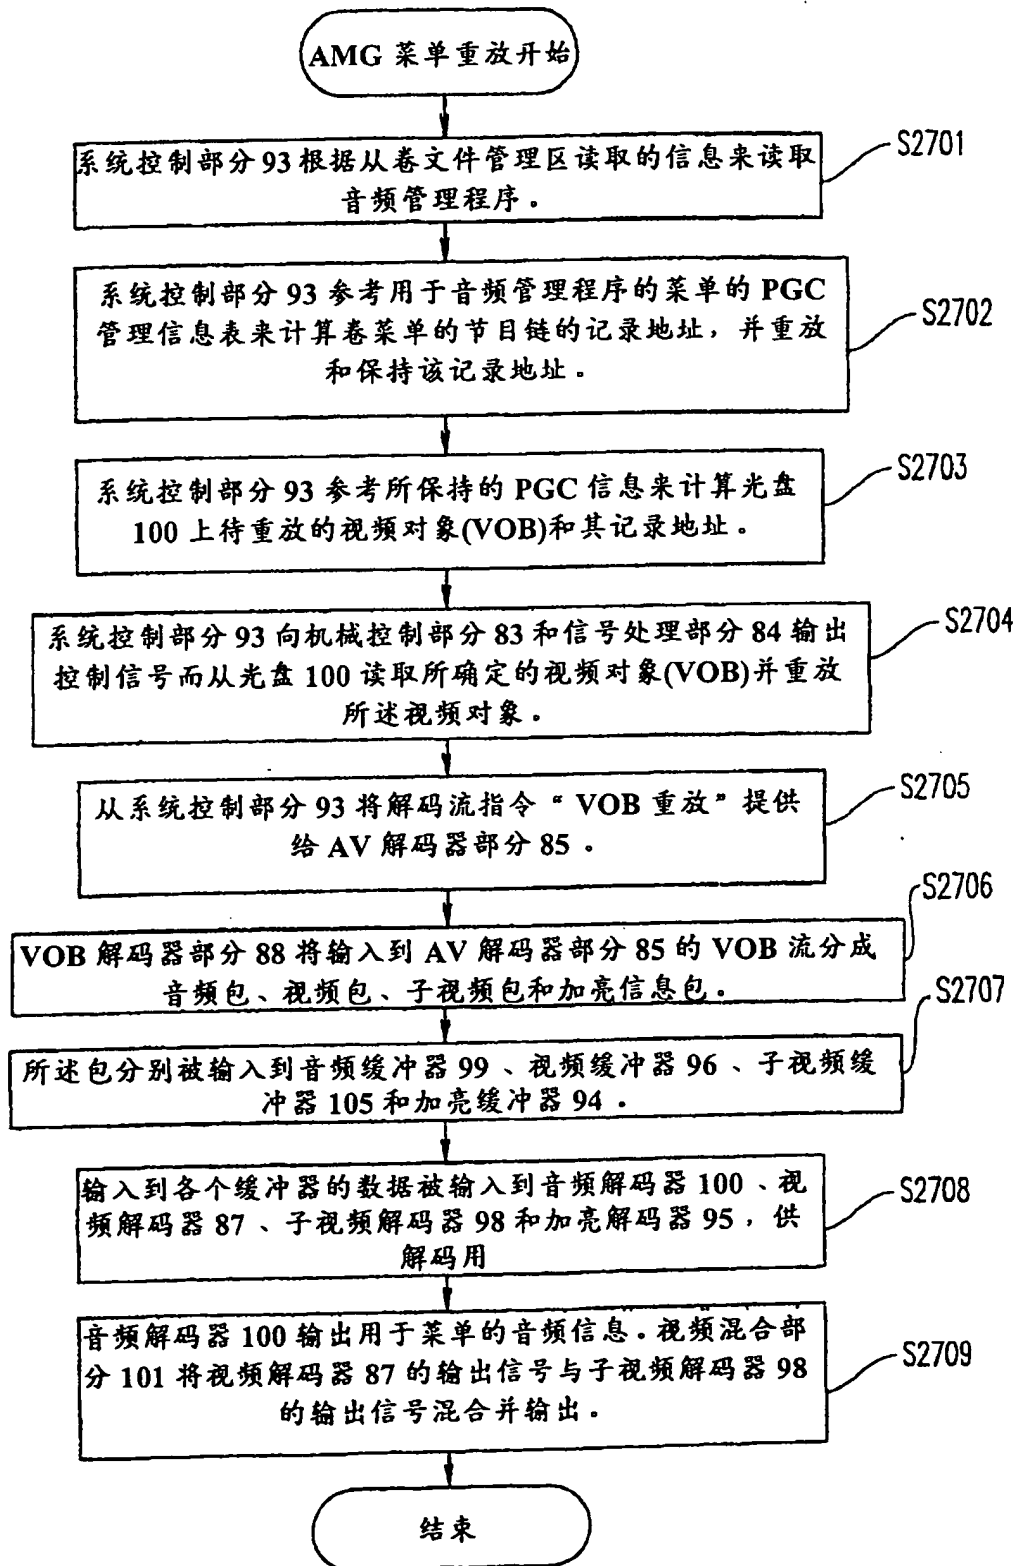 AMG 菜单重放开始
系统控制部分 93 根据从卷文件管理区读取的信息来读取
音频管理程序。
S2701
系统控制部分 93 参考用于音频管理程序的菜单的 PGC
管理信息表来计算卷菜单的节目链的记录地址，并重放
和保持该记录地址。
S2702
系统控制部分 93 参考所保持的 PGC 信息来计算光盘
100 上待重放的视频对象(VOB)和其记录地址。
S2703
系统控制部分 93 向机械控制部分 83 和信号处理部分 84 输出
控制信号而从光盘 100 读取所确定的视频对象(VOB)并重放
所述视频对象。
S2704
从系统控制部分 93 将解码流指令“VOB 重放”提供
给 AV 解码器部分 85。
S2705
VOB 解码器部分 88 将输入到 AV 解码器部分 85 的 VOB 流分成
音频包、视频包、子视频包和加亮信息包。
S2706
所述包分别被输入到音频缓冲器 99、视频缓冲器 96、子视频缓
冲器 105 和加亮缓冲器 94。
S2707
输入到各个缓冲器的数据被输入到音频解码器 100、视
频解码器 87、子视频解码器 98 和加亮解码器 95，供
解码用
S2708
音频解码器 100 输出用于菜单的音频信息。视频混合部
分 101 将视频解码器 87 的输出信号与子视频解码器 98
的输出信号混合并输出。
S2709
结束